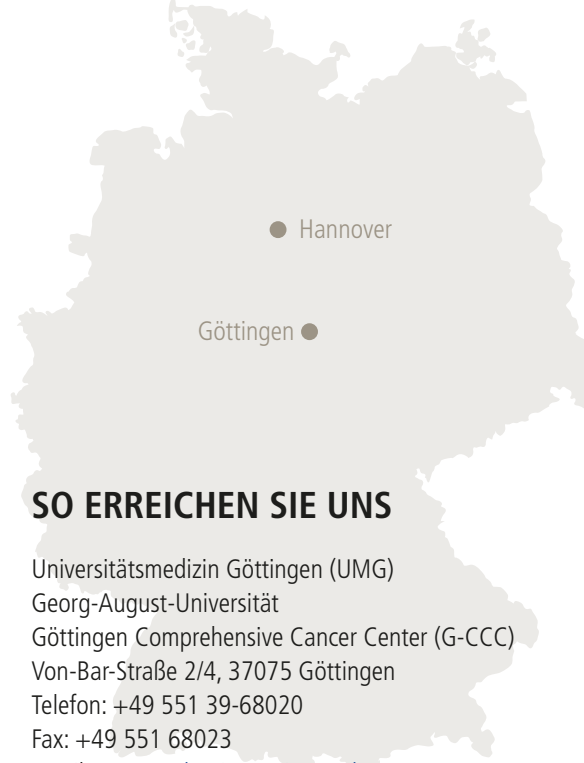 Hannover
Göttingen
SO ERREICHEN SIE UNS
Universitätsmedizin Göttingen (UMG)
Georg-August-Universität
Göttingen Comprehensive Cancer Center (G-CCC)
Von-Bar-Straße 2/4, 37075 Göttingen
Telefon: +49 551 39-68020
Fax: +49 551 68023